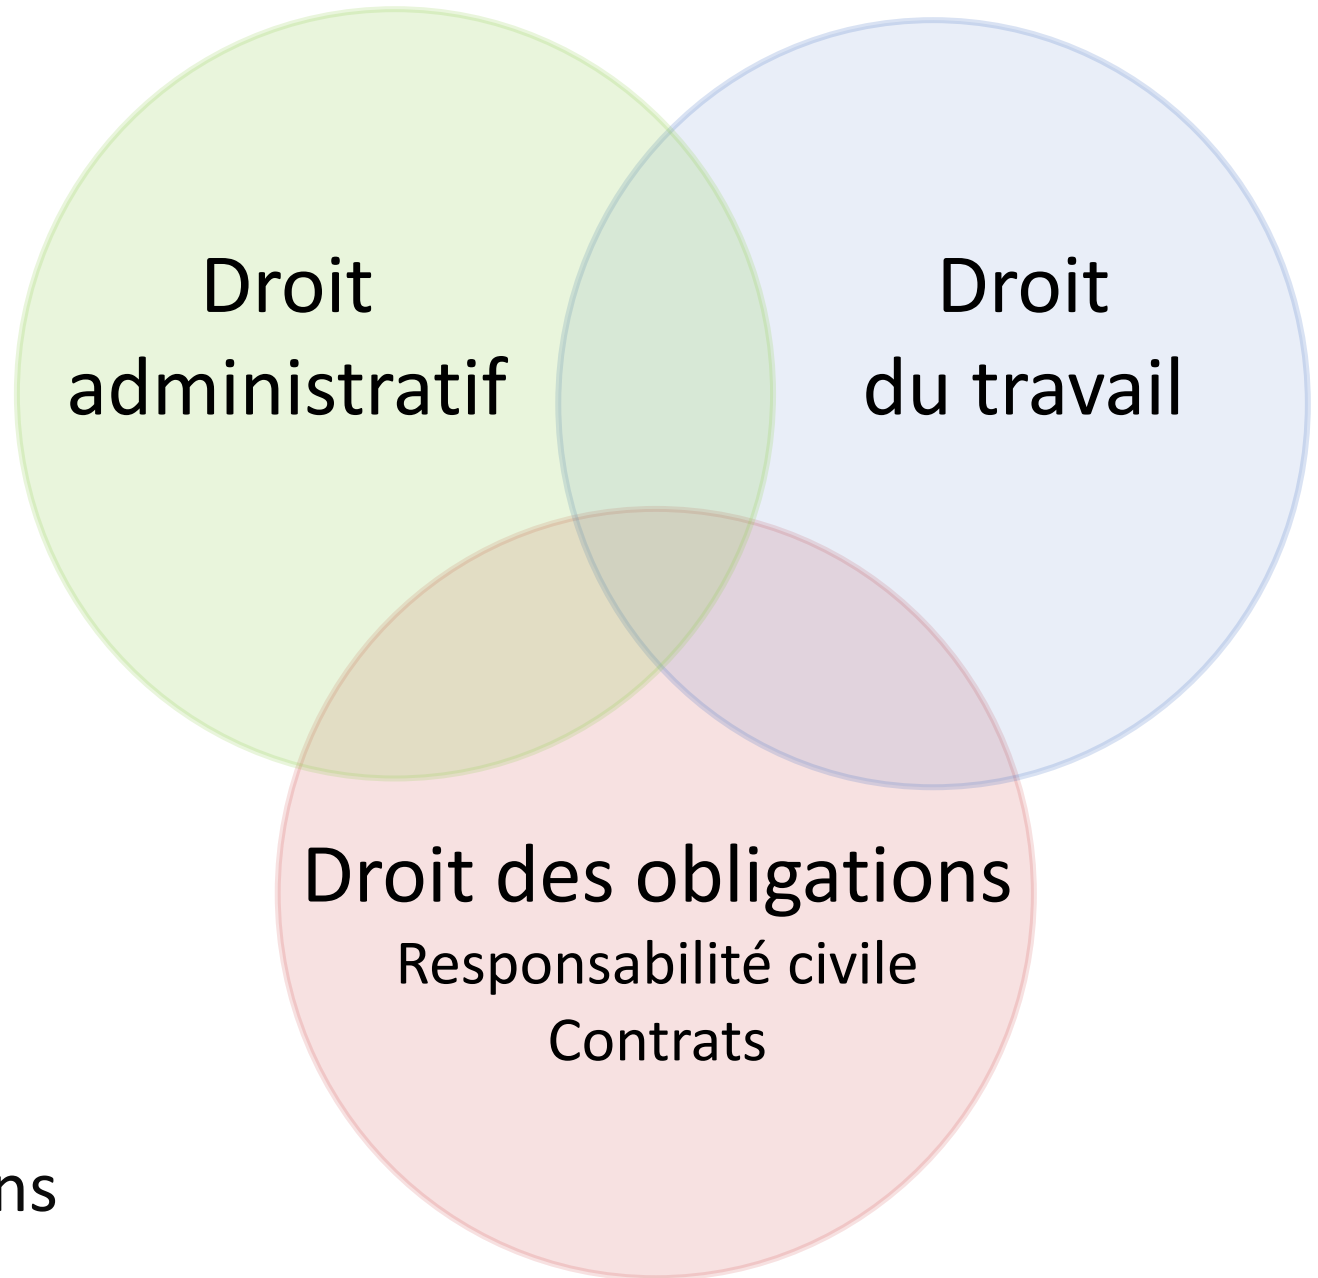 Droit
administratif
Droit
du travail
Droit des obligations
Responsabilité civile
Contrats
ns